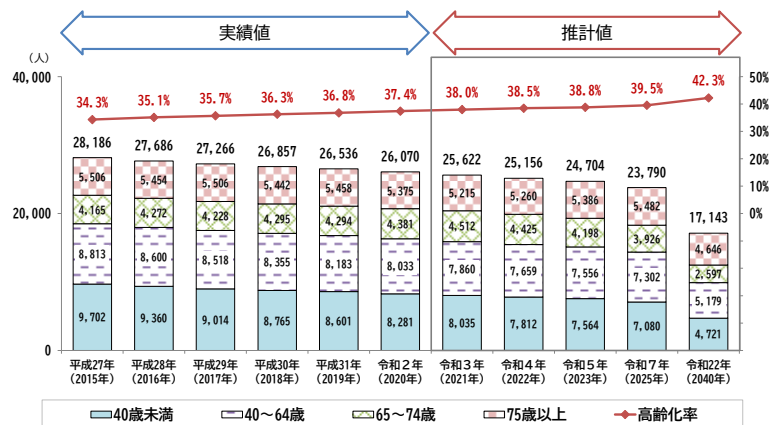 実績値 推計値
（人）
40,000 20,000 0
50% 40% 30% 20% 10% 0%
34.3% 35.1% 35.7% 36.3% 36.8% 37.4% 38.0% 38.5% 38.8% 39.5% 42.3%
28,186 27,686 27,266 26,857 26,536 26,070 25,622 25,156 24,704 23,790 17,143
5,506 5,454 5,506 5,442 5,458 5,375 5,215 5,260 5,386 5,482 4,646
4,165 4,272 4,228 4,295 4,294 4,381 4,512 4,425 4,198 3,926 2,597
8,813 8,600 8,518 8,355 8,183 8,033 7,860 7,659 7,556 7,302 5,179
9,702 9,360 9,014 8,765 8,601 8,281 8,035 7,812 7,564 7,080 4,721
平成27年 平成28年 平成29年 平成30年 平成31年 令和２年 令和３年 令和４年 令和５年 令和７年 令和22年
（2015年） （2016年） （2017年） （2018年） （2019年） （2020年） （2021年） （2022年） （2023年） （2025年） （2040年）
40歳未満 40～64歳 65～74歳 75歳以上 高齢化率